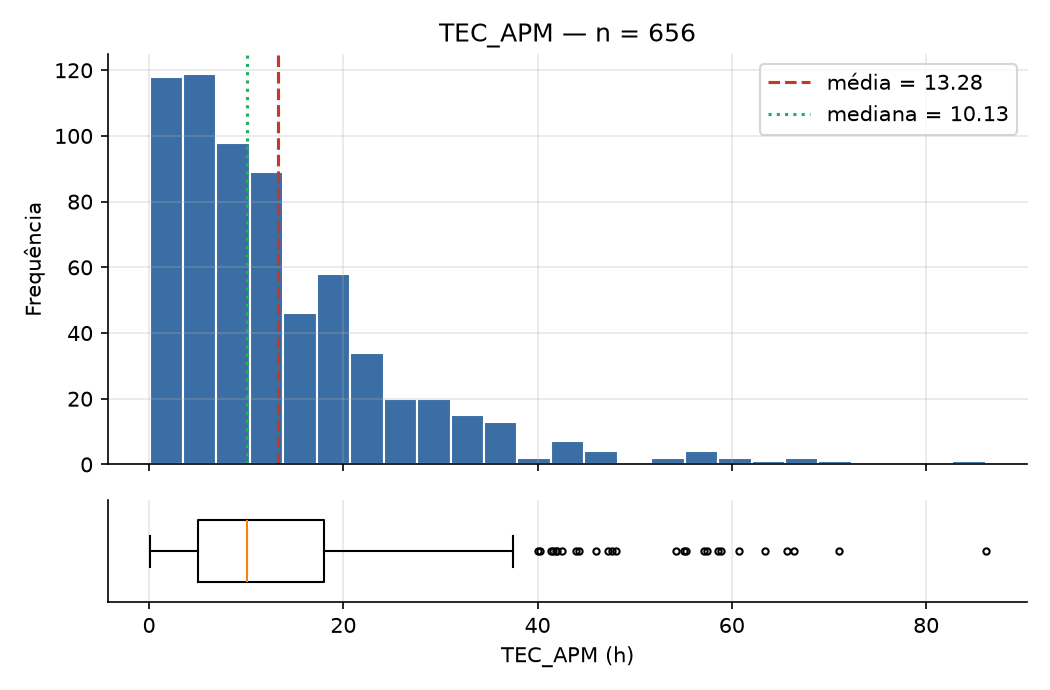 TEC_APM — n = 656
média = 13.28
mediana = 10.13
Frequência
120
100
80
60
40
20
0
0 20 40 60 80
TEC_APM (h)